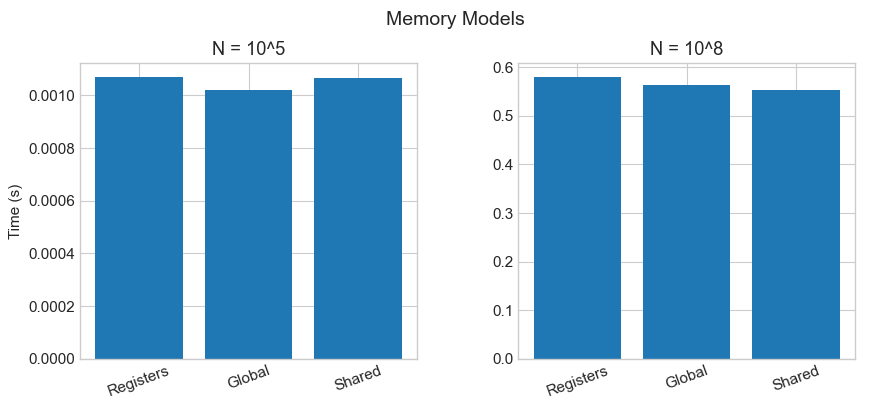 Memory Models
N = 10^5
N = 10^8
Time (s)
0.0010
0.0008
0.0006
0.0004
0.0002
0.0000
Registers
Global
Shared
0.6
0.5
0.4
0.3
0.2
0.1
0.0
Registers
Global
Shared